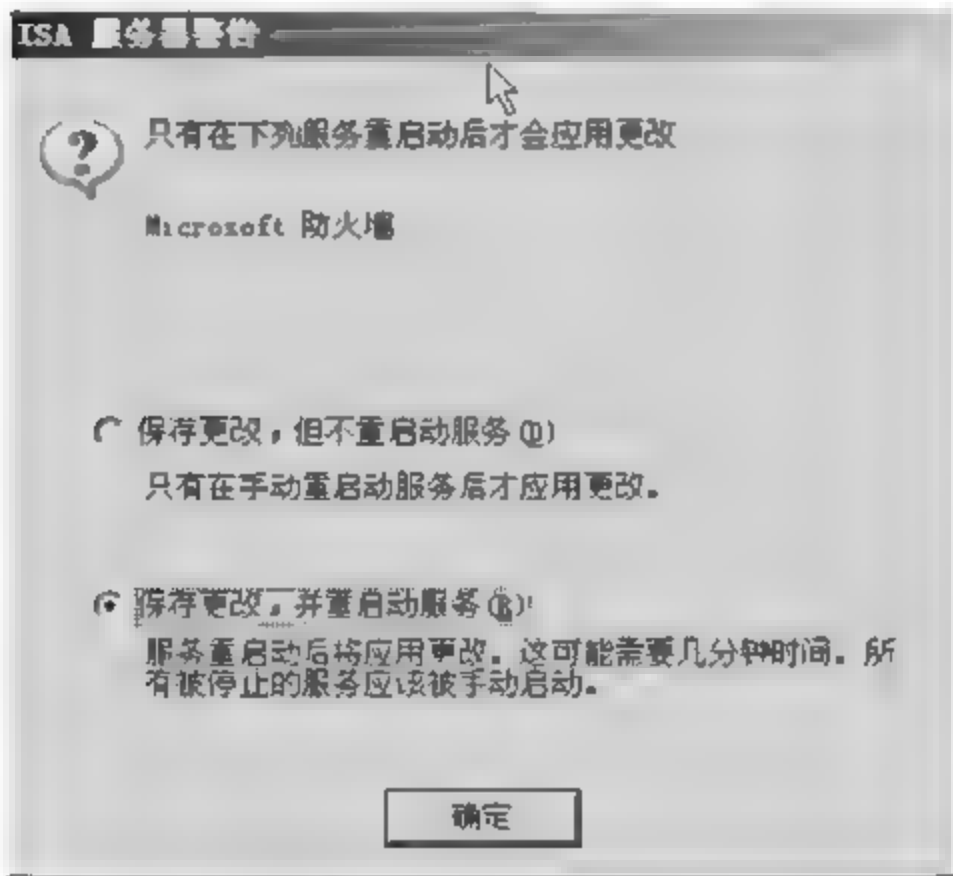 ISA 服务器警告
只有在下列服务重启动后才会应用更改
Microsoft 防火墙
保存更改，但不重启动服务(D)
只有在手动重启动服务后才应用更改。
保存更改，并重启动服务(R)
服务重启动后将应用更改。这可能需要几分钟时间。所
有被停止的服务应该被手动启动。
确定